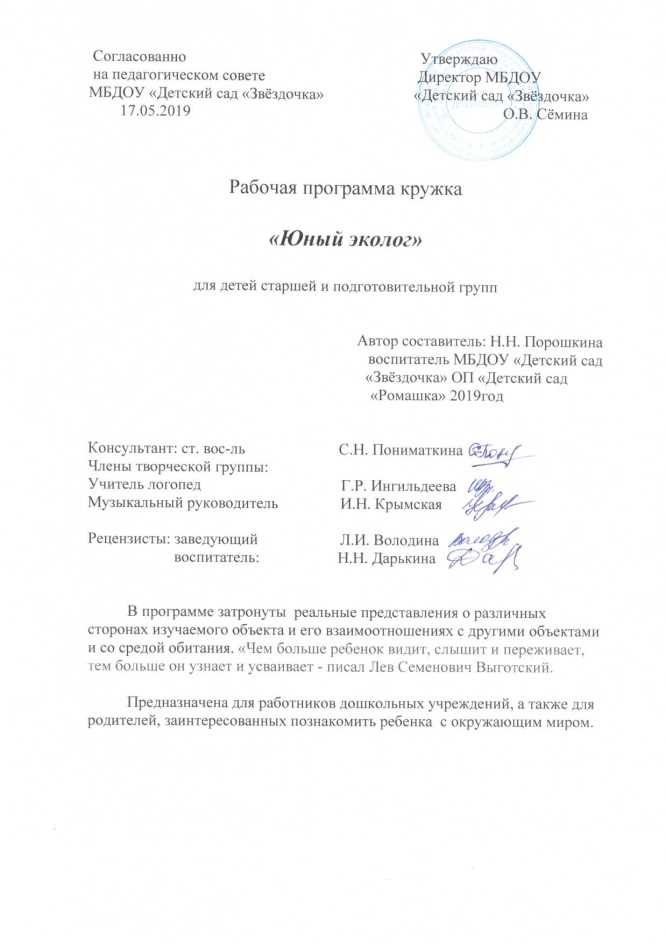 Согласованно
на педагогическом совете
МБДОУ «Детский сад «Звёздочка»
17.05.2019
Утверждаю
Директор МБДОУ
«Детский сад «Звёздочка»
О.В. Сёмина
Рабочая программа кружка
«Юный эколог»
для детей старшей и подготовительной групп
Автор составитель: Н.Н. Порошкина
воспитатель МБДОУ «Детский сад
«Звёздочка» ОП «Детский сад
«Ромашка» 2019год
Консультант: ст. вос-ль С.Н. Пониматкина
Члены творческой группы:
Учитель логопед Г.Р. Ингильдеева
Музыкальный руководитель И.Н. Крымская
Рецензисты: заведующий Л.И. Володина
воспитатель: Н.Н. Дарькина
В программе затронуты реальные представления о различных
сторонах изучаемого объекта и его взаимоотношениях с другими объектами
и со средой обитания. «Чем больше ребенок видит, слышит и переживает,
тем больше он узнает и усваивает - писал Лев Семенович Выготский.
Предназначена для работников дошкольных учреждений, а также для
родителей, заинтересованных познакомить ребенка с окружающим миром.